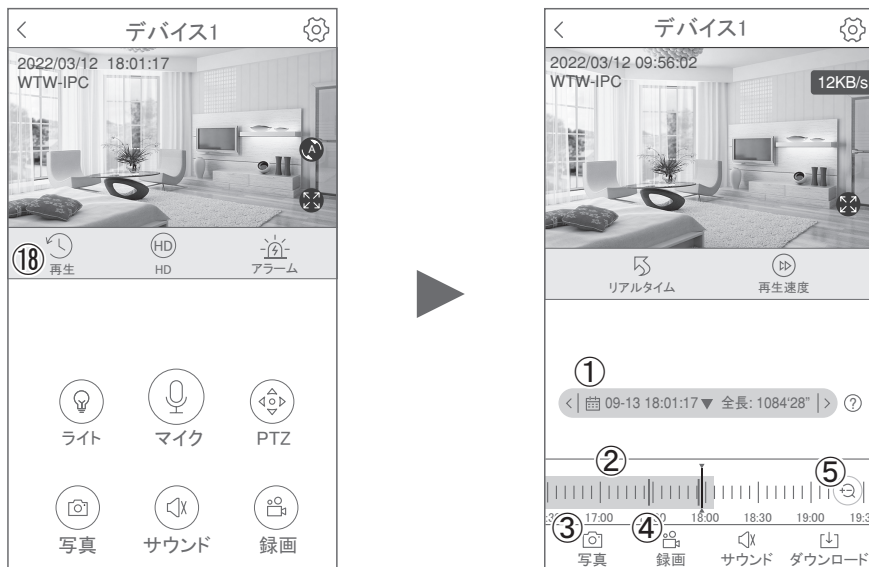 デバイス1
2022/03/12 18:01:17
WTW-IPC
A
⑱
再生
HD
HD
アラーム
ライト
マイク
PTZ
写真
サウンド
録画
デバイス1
2022/03/12 09:56:02
WTW-IPC
12KB/s
リアルタイム
再生速度
①
< | 09-13 18:01:17▼ 全長: 1084'28" | > ?
②
⑤
17:00 18:00 18:30 19:00
③
④
写真 録画 サウンド ダウンロード